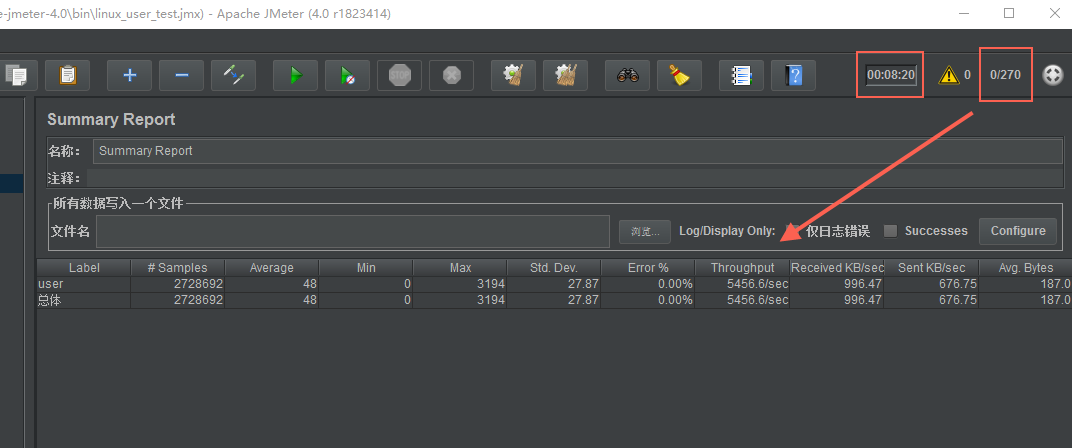 e-jmeter-4.0\bin\linux_user_test.jmx) - Apache JMeter (4.0 r1823414)
STOP 00:08:20 0 0/270
Summary Report
名称: Summary Report
注释:
所有数据写入一个文件
文件名 浏览... Log/Display Only: 仅日志错误 Successes Configure
Label # Samples Average Min Max Std. Dev. Error % Throughput Received KB/sec Sent KB/sec Avg. Bytes
user 2728692 48 0 3194 27.87 0.00% 5456.6/sec 996.47 676.75 187.0
总体 2728692 48 0 3194 27.87 0.00% 5456.6/sec 996.47 676.75 187.0